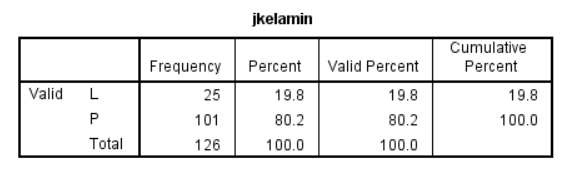 jkelamin
Frequency Percent Valid Percent Cumulative Percent
Valid L 25 19.8 19.8 19.8
P 101 80.2 80.2 100.0
Total 126 100.0 100.0